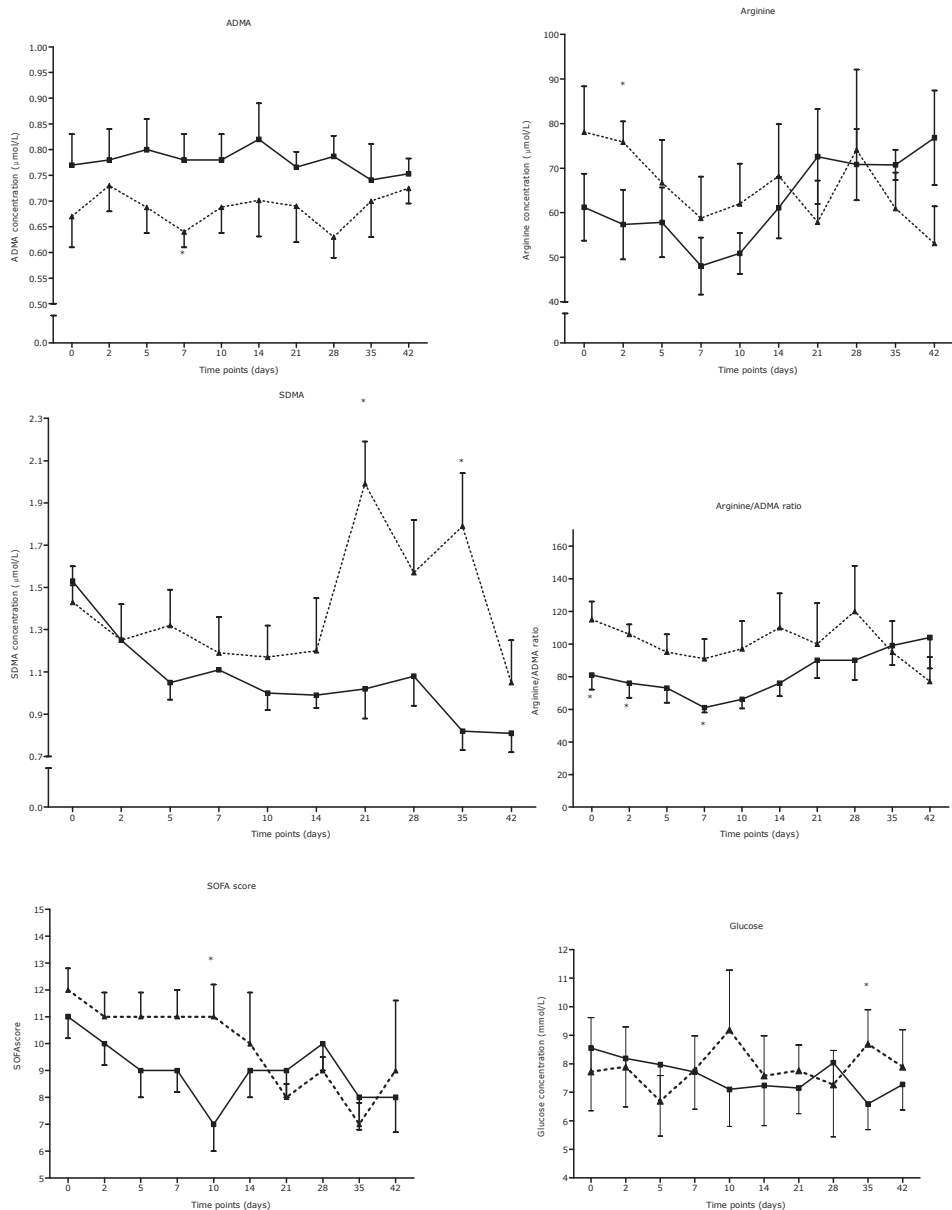 ADMA
ADMA concentration (μmol/L)
1.00
0.95
0.90
0.85
0.80
0.75
0.70
0.65
0.60
0.55
0.50
0.0
*
0 2 5 7 10 14 21 28 35 42
Time points (days)
Arginine
Arginine concentration (μmol/L)
100
90
80
70
60
50
40
0
*
0 2 5 7 10 14 21 28 35 42
Time points (days)
SDMA
SDMA concentration (μmol/L)
2.3
2.1
1.9
1.7
1.5
1.3
1.1
0.9
0.7
0.0
* *
0 2 5 7 10 14 21 28 35 42
Time points (days)
Arginine/ADMA ratio
Arginine/ADMA ratio
160
140
120
100
80
60
40
20
0
* * *
0 2 5 7 10 14 21 28 35 42
Time points (days)
SOFA score
SOFAscore
15
14
13
12
11
10
9
8
7
6
5
*
0 2 5 7 10 14 21 28 35 42
Time points (days)
Glucose
Glucose concentration (mmol/L)
12
11
10
9
8
7
6
5
4
*
0 2 5 7 10 14 21 28 35 42
Time points (days)